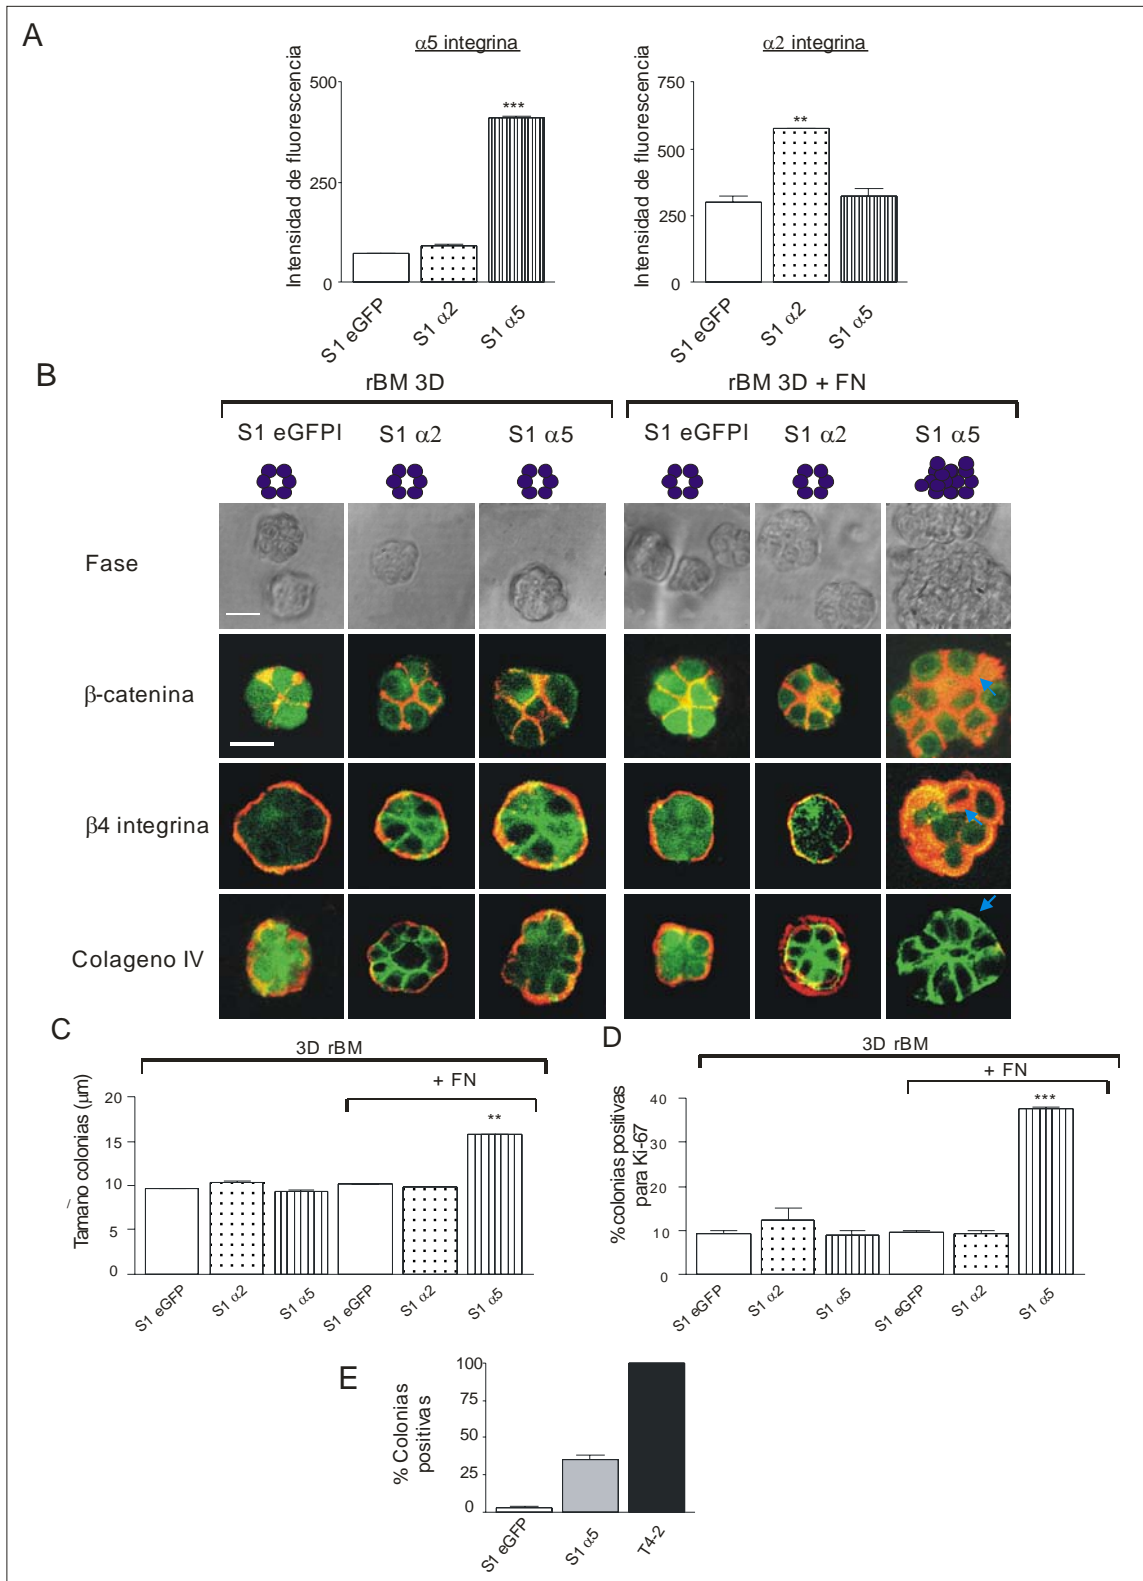 A
α5 integrina
Intensidad de fluorescencia
500
250
0
***
S1 eGFP
S1 α2
S1 α5
α2 integrina
Intensidad de fluorescencia
750
500
250
0
**
S1 eGFP
S1 α2
S1 α5
B
rBM 3D
rBM 3D + FN
S1 eGFPI
S1 α2
S1 α5
S1 eGFPI
S1 α2
S1 α5
Fase
β-catenina
β4 integrina
Colageno IV
C
3D rBM
+ FN
Tamano colonias (µm)
20
15
10
5
0
**
S1 eGFP
S1 α2
S1 α5
S1 eGFP
S1 α2
S1 α5
D
3D rBM
+ FN
% colonias positivas
para Ki-67
40
30
20
10
0
***
S1 eGFP
S1 α2
S1 α5
S1 eGFP
S1 α2
S1 α5
E
% Colonias
positivas
100
75
50
25
0
S1 eGFP
S1 α5
T4-2